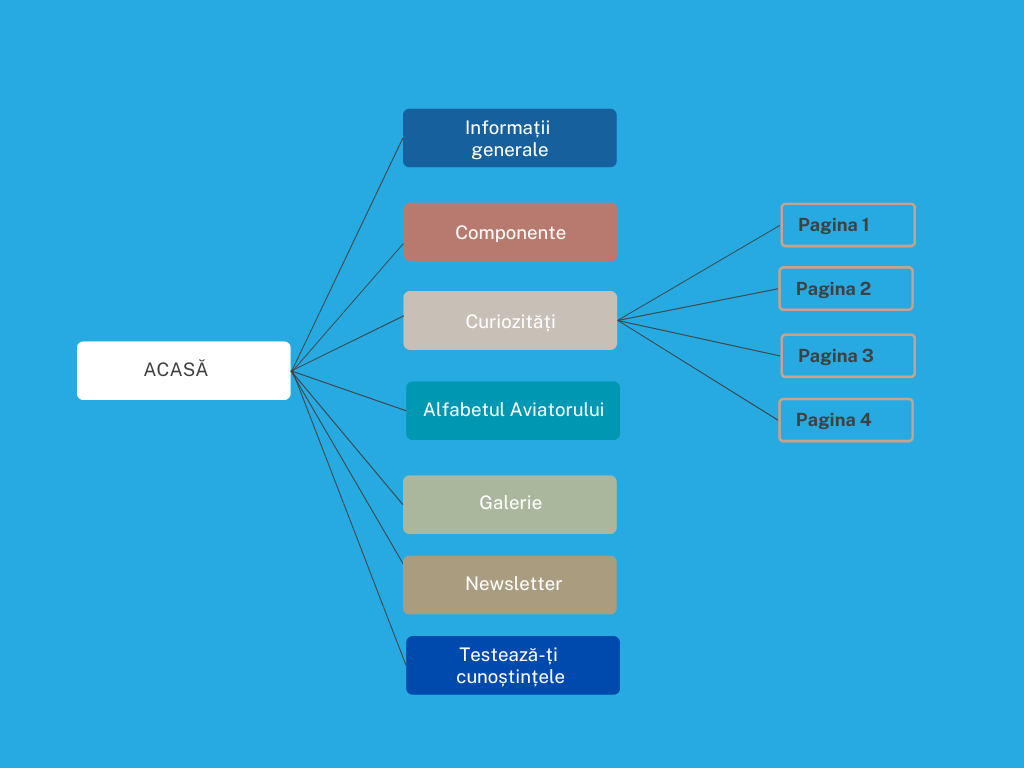 Informații
generale
Componente
Curiozități
ACASĂ
Alfabetul Aviatorului
Galerie
Newsletter
Testează-ți
cunoștințele
Pagina 1
Pagina 2
Pagina 3
Pagina 4